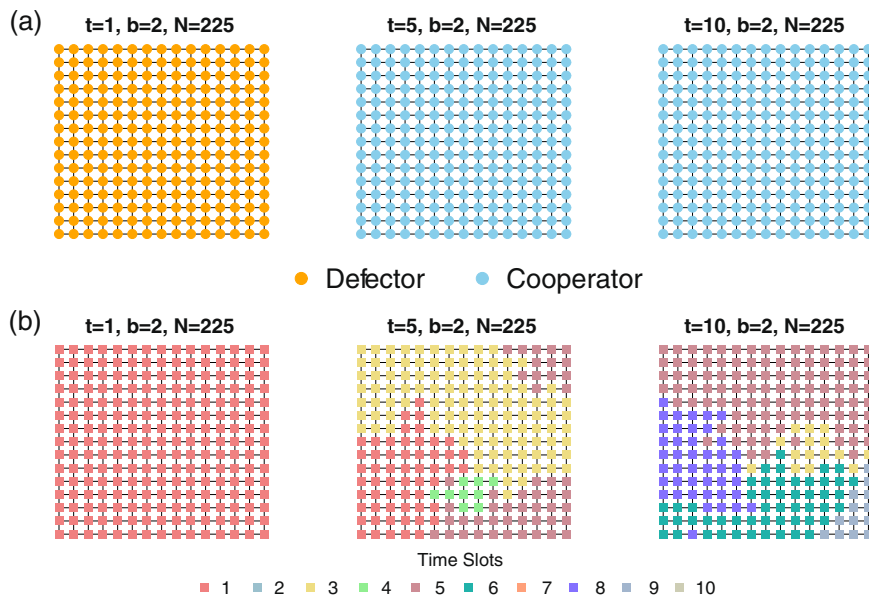 (a)
t=1, b=2, N=225 t=5, b=2, N=225 t=10, b=2, N=225
Defector Cooperator
(b)
t=1, b=2, N=225 t=5, b=2, N=225 t=10, b=2, N=225
Time Slots
1 2 3 4 5 6 7 8 9 10